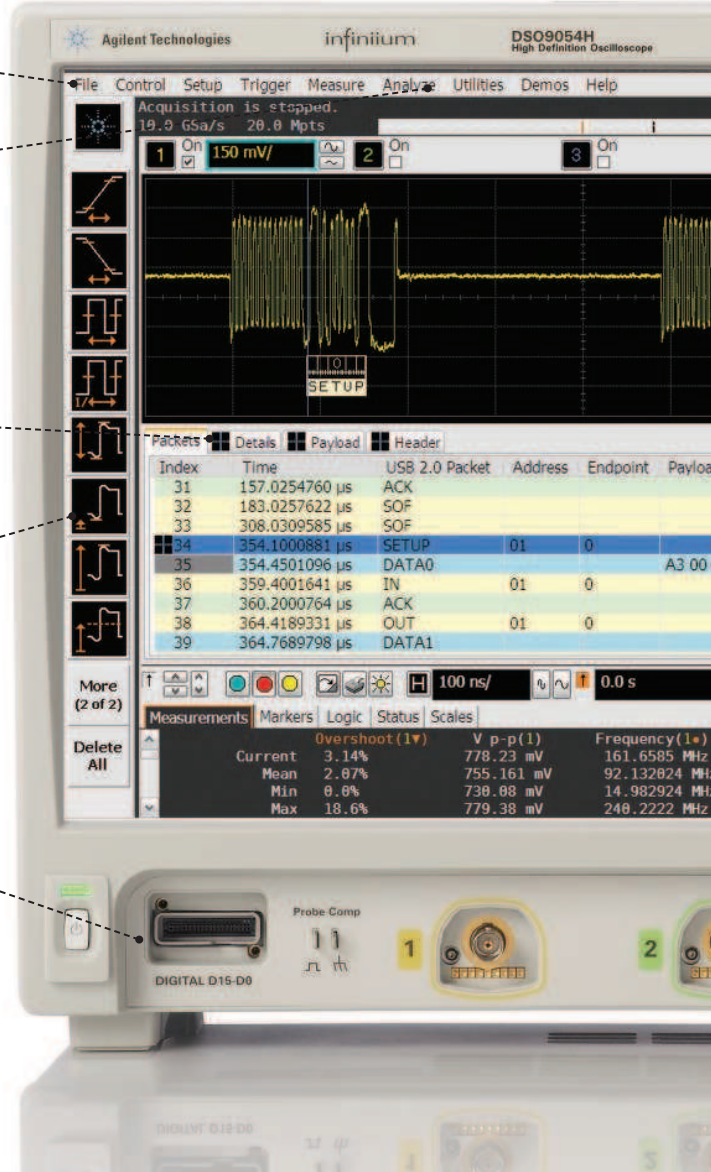 Agilent Technologies infiniium DSO9054H
High Definition Oscilloscope
File Control Setup Trigger Measure Analyze Utilities Demos Help
Acquisition is stopped.
10.0 GSa/s 20.0 Mpts
1 On 150 mV/ 2 On 3 On
0
SETUP
Packets Details Payload Header
Index Time USB 2.0 Packet Address Endpoint Payloa
31 157.0254760 µs ACK
32 183.0257622 µs SOF
33 308.0309585 µs SOF
34 354.1000881 µs SETUP 01 0
35 354.4501096 µs DATA0 A3 00
36 359.4001641 µs IN 01 0
37 360.2000764 µs ACK
38 364.4189331 µs OUT 01 0
39 364.7689798 µs DATA1
1/
More
(2 of 2)
Delete
All
H 100 ns/ 0.0 s
Measurements Markers Logic Status Scales
Overshoot(1▼) V p-p(1) Frequency(1•)
Current 3.14% 778.23 mV 161.6585 MHz
Mean 2.07% 755.161 mV 92.132024 MH
Min 0.0% 730.08 mV 14.982924 MH
Max 18.6% 779.38 mV 240.2222 MHz
Probe Comp
1 2
DIGITAL D15-D0